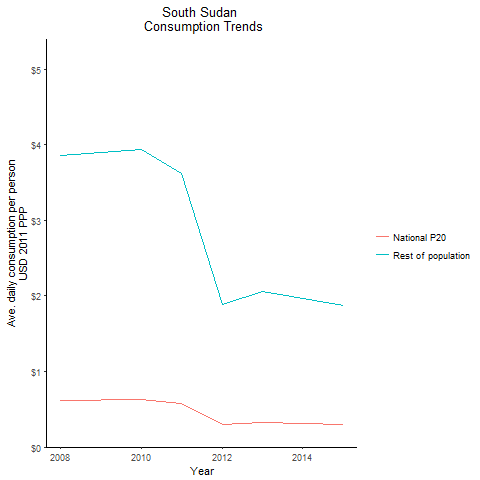 South Sudan
Consumption Trends
Ave. daily consumption per person
USD 2011 PPP
$5
$4
$3
$2
$1
$0
2008
2010
2012
2014
Year
National P20
Rest of population